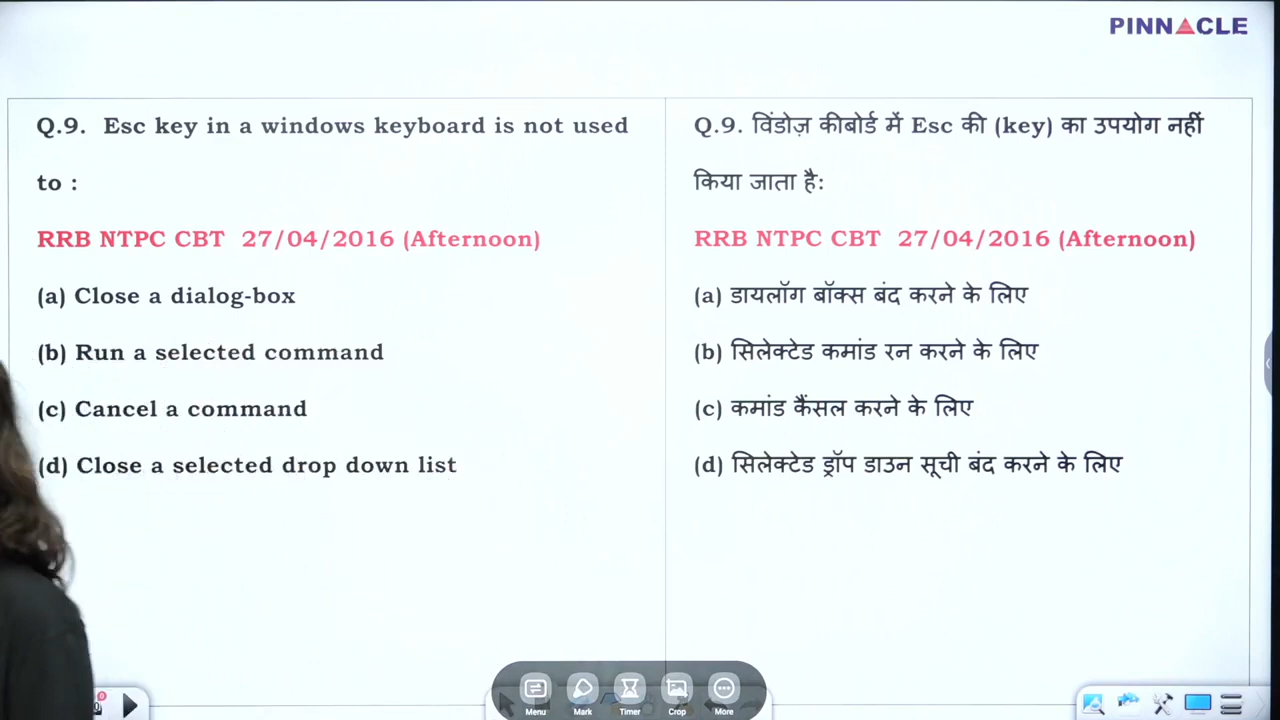 PINNACLE
Q.9. Esc key in a windows keyboard is not used
to :
RRB NTPC CBT 27/04/2016 (Afternoon)
(a) Close a dialog-box
(b) Run a selected command
(c) Cancel a command
(d) Close a selected drop down list
Q.9. विंडोज़ कीबोर्ड में Esc की (key) का उपयोग नहीं
किया जाता है:
RRB NTPC CBT 27/04/2016 (Afternoon)
(a) डायलॉग बॉक्स बंद करने के लिए
(b) सिलेक्टेड कमांड रन करने के लिए
(c) कमांड कैंसल करने के लिए
(d) सिलेक्टेड ड्रॉप डाउन सूची बंद करने के लिए
Menu Mark Timer Crop More